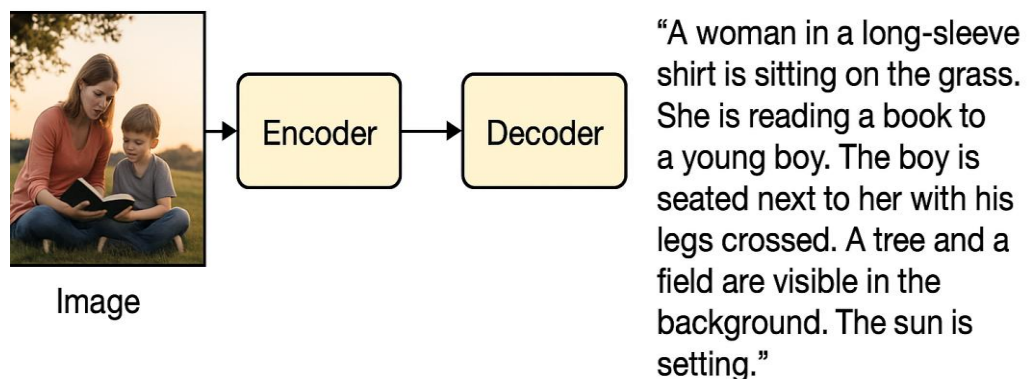 Image
Encoder
Decoder
“A woman in a long-sleeve
shirt is sitting on the grass.
She is reading a book to
a young boy. The boy is
seated next to her with his
legs crossed. A tree and a
field are visible in the
background. The sun is
setting.”